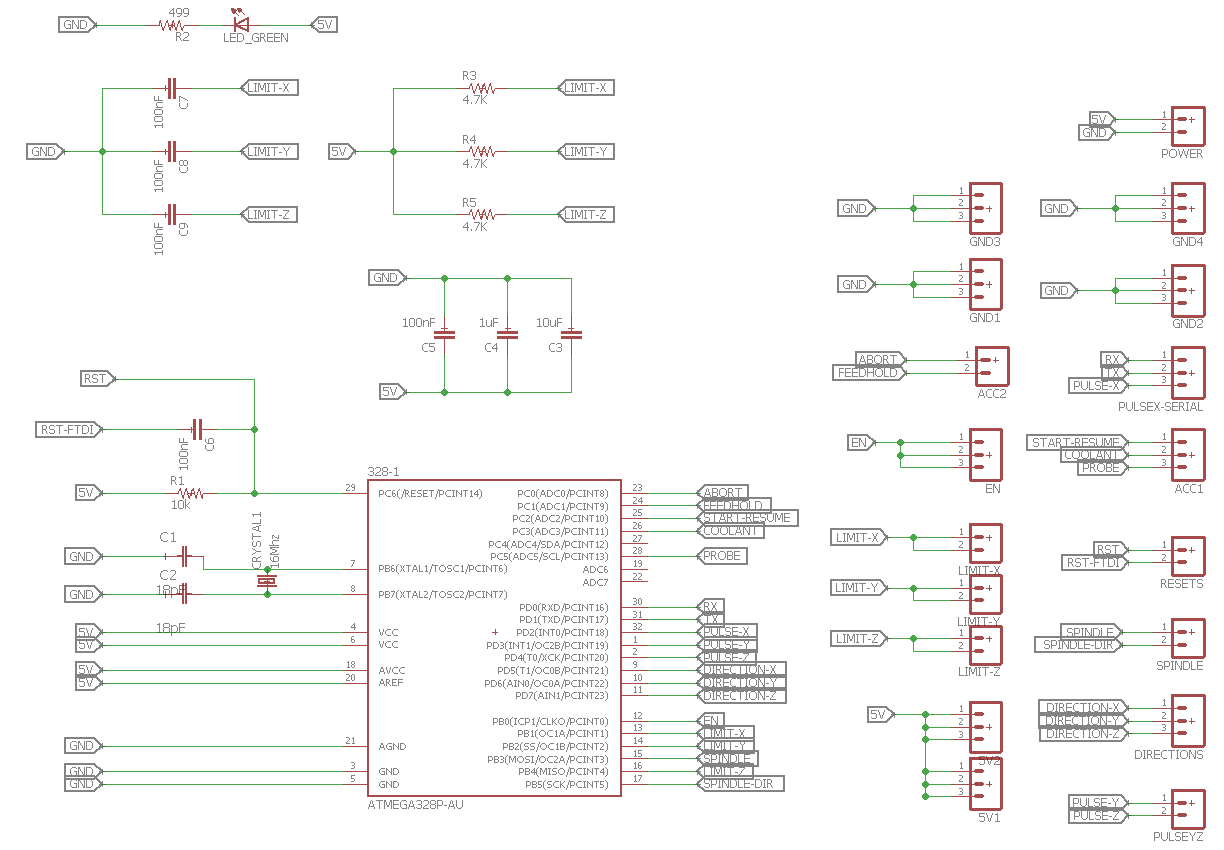 GND
499
R2
LED_GREEN
5V
GND
100nF
C7
LIMIT-X
100nF
C8
LIMIT-Y
100nF
C9
LIMIT-Z
5V
R3
4.7K
LIMIT-X
R4
4.7K
LIMIT-Y
R5
4.7K
LIMIT-Z
GND
100nF
C5
1uF
C4
10uF
C3
5V
RST
RST-FTDI
100nF
C6
5V
R1
10k
GND
C1
18pF
CRYSTAL1
16Mhz
GND
C2
18pF
5V
5V
5V
5V
GND
GND
GND
328-1
29 PC6(/RESET/PCINT14)
7 PB6(XTAL1/TOSC1/PCINT6)
8 PB7(XTAL2/TOSC2/PCINT7)
4 VCC
6 VCC
18 AVCC
20 AREF
21 AGND
3 GND
5 GND
PC0(ADC0/PCINT8) 23 ABORT
PC1(ADC1/PCINT9) 24 FEEDHOLD
PC2(ADC2/PCINT10) 25 START-RESUME
PC3(ADC3/PCINT11) 26 COOLANT
PC4(ADC4/SDA/PCINT12) 27
PC5(ADC5/SCL/PCINT13) 28 PROBE
ADC6 19
ADC7 22
PD0(RXD/PCINT16) 30 RX
PD1(TXD/PCINT17) 31 TX
PD2(INT0/PCINT18) 32 PULSE-X
PD3(INT1/OC2B/PCINT19) 1 PULSE-Y
PD4(T0/XCK/PCINT20) 2 PULSE-Z
PD5(T1/OC0B/PCINT21) 9 DIRECTION-X
PD6(AIN0/OC0A/PCINT22) 10 DIRECTION-Y
PD7(AIN1/PCINT23) 11 DIRECTION-Z
PB0(ICP1/CLKO/PCINT0) 12 EN
PB1(OC1A/PCINT1) 13 LIMIT-X
PB2(SS/OC1B/PCINT2) 14 LIMIT-Y
PB3(MOSI/OC2A/PCINT3) 15 SPINDLE
PB4(MISO/PCINT4) 16 LIMIT-Z
PB5(SCK/PCINT5) 17 SPINDLE-DIR
ATMEGA328P-AU
5V 1
GND 2
POWER
GND
1
2
3
GND3
GND
1
2
3
GND4
GND
1
2
3
GND1
GND
1
2
3
GND2
ABORT 1
FEEDHOLD 2
ACC2
RX 1
TX 2
PULSE-X 3
PULSEX-SERIAL
EN
1
2
3
EN
START-RESUME 1
COOLANT 2
PROBE 3
ACC1
LIMIT-X
1
2
LIMIT-X
RST 1
RST-FTDI 2
RESETS
LIMIT-Y
1
2
LIMIT-Y
LIMIT-Z
1
2
LIMIT-Z
SPINDLE 1
SPINDLE-DIR 2
SPINDLE
5V
1
2
3
5V2
1
2
3
5V1
DIRECTION-X 1
DIRECTION-Y 2
DIRECTION-Z 3
DIRECTIONS
PULSE-Y 1
PULSE-Z 2
PULSEYZ